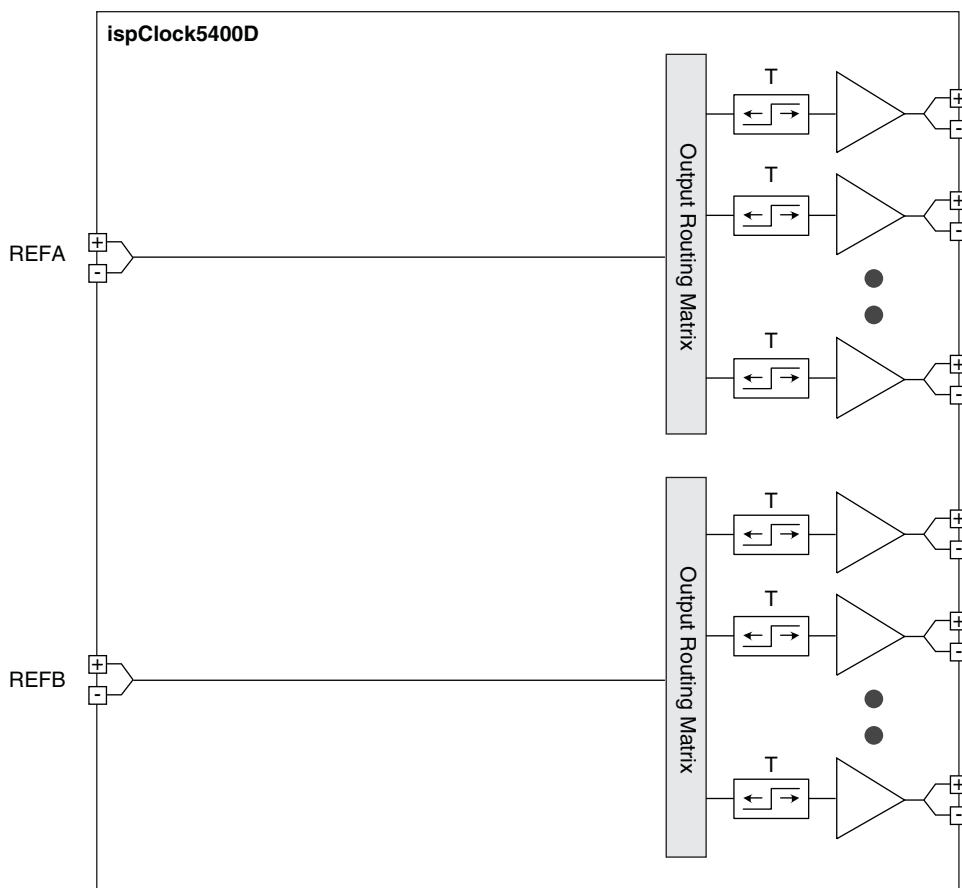 ispClock5400D
T
+
-
T
+
-
REFA
+
-
Output Routing Matrix
T
+
-
T
+
-
T
+
-
REFB
+
-
Output Routing Matrix
T
+
-